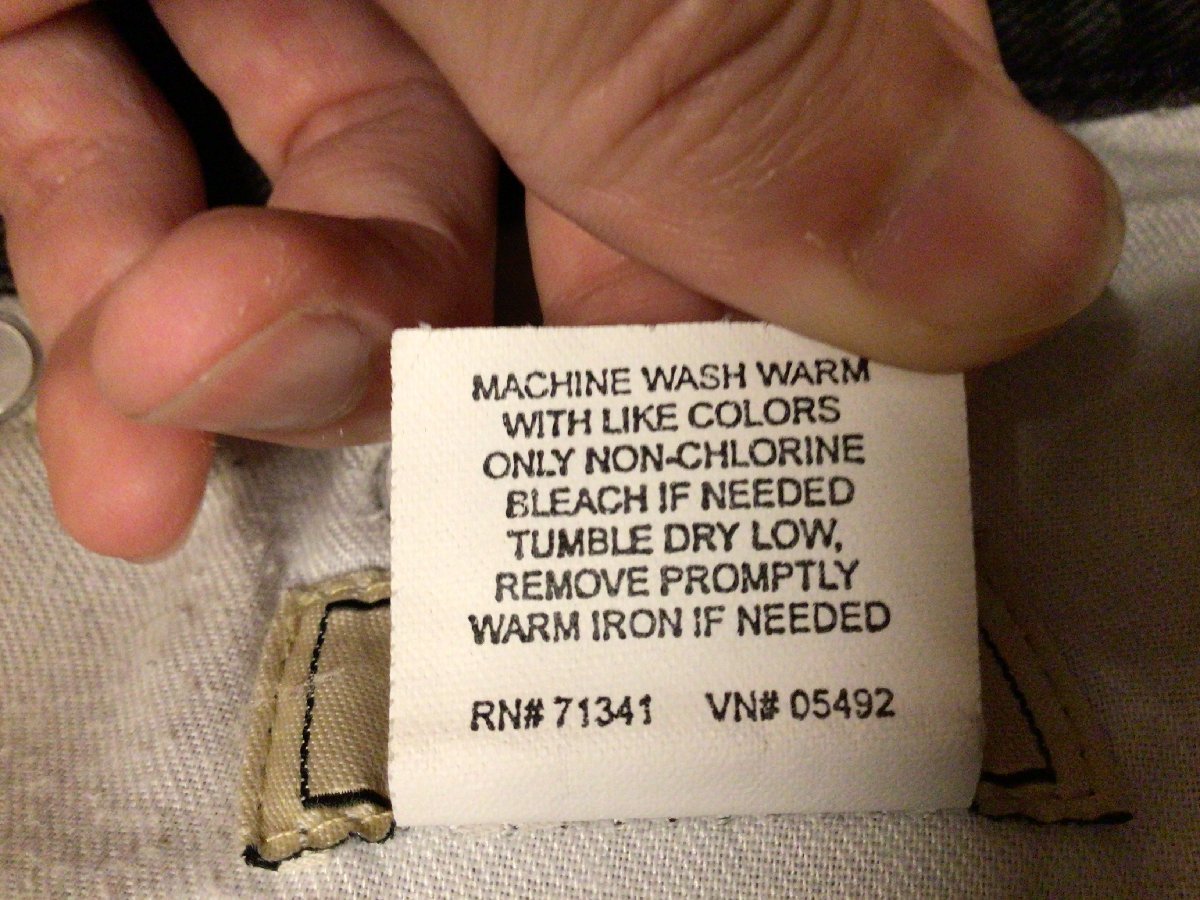 MACHINE WASH WARM
WITH LIKE COLORS
ONLY NON-CHLORINE
BLEACH IF NEEDED
TUMBLE DRY LOW,
REMOVE PROMPTLY
WARM IRON IF NEEDED
RN# 71341 VN# 05492